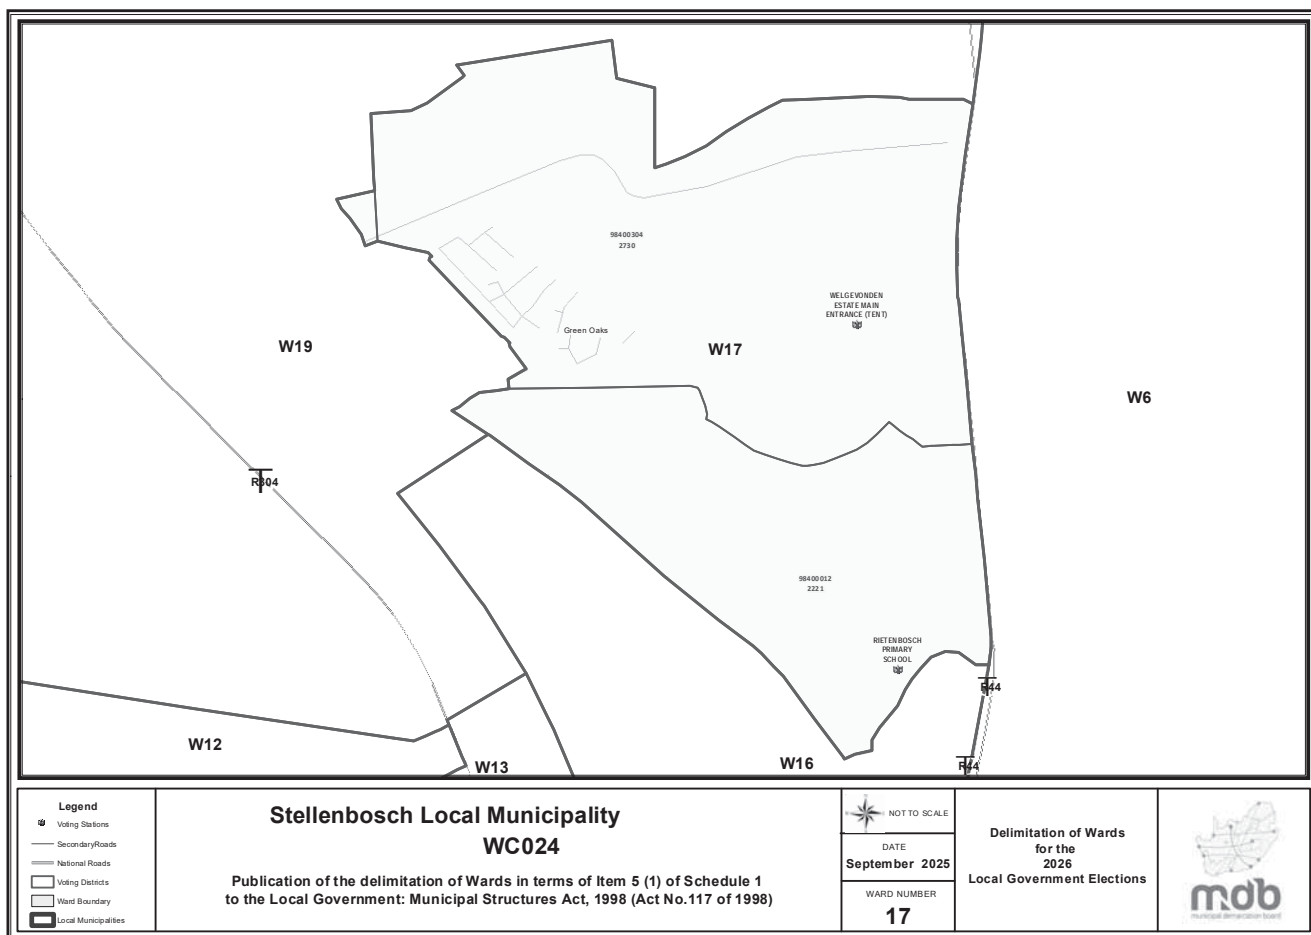 98400304
2730
WELGEVONDEN
ESTATE MAIN
ENTRANCE (TENT)
Green Oaks
W19
W17
W6
R304
98400012
2221
RIETENBOSCH
PRIMARY
SCHOOL
R44
W12
W13
W16
R44
Legend
Voting Stations
SecondaryRoads
National Roads
Voting Districts
Ward Boundary
Local Municipalities
Stellenbosch Local Municipality
WC024
Publication of the delimitation of Wards in terms of Item 5 (1) of Schedule 1
to the Local Government: Municipal Structures Act, 1998 (Act No.117 of 1998)
NOT TO SCALE
DATE
September 2025
WARD NUMBER
17
Delimitation of Wards
for the
2026
Local Government Elections
mdb
municipal demarcation board